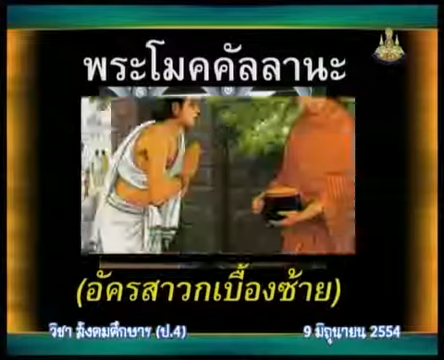 พระโมคคัลลานะ
(อัครสาวกเบื้องซ้าย)
วิชา สังคมศึกษาฯ (ป.4)
9 มิถุนายน 2554